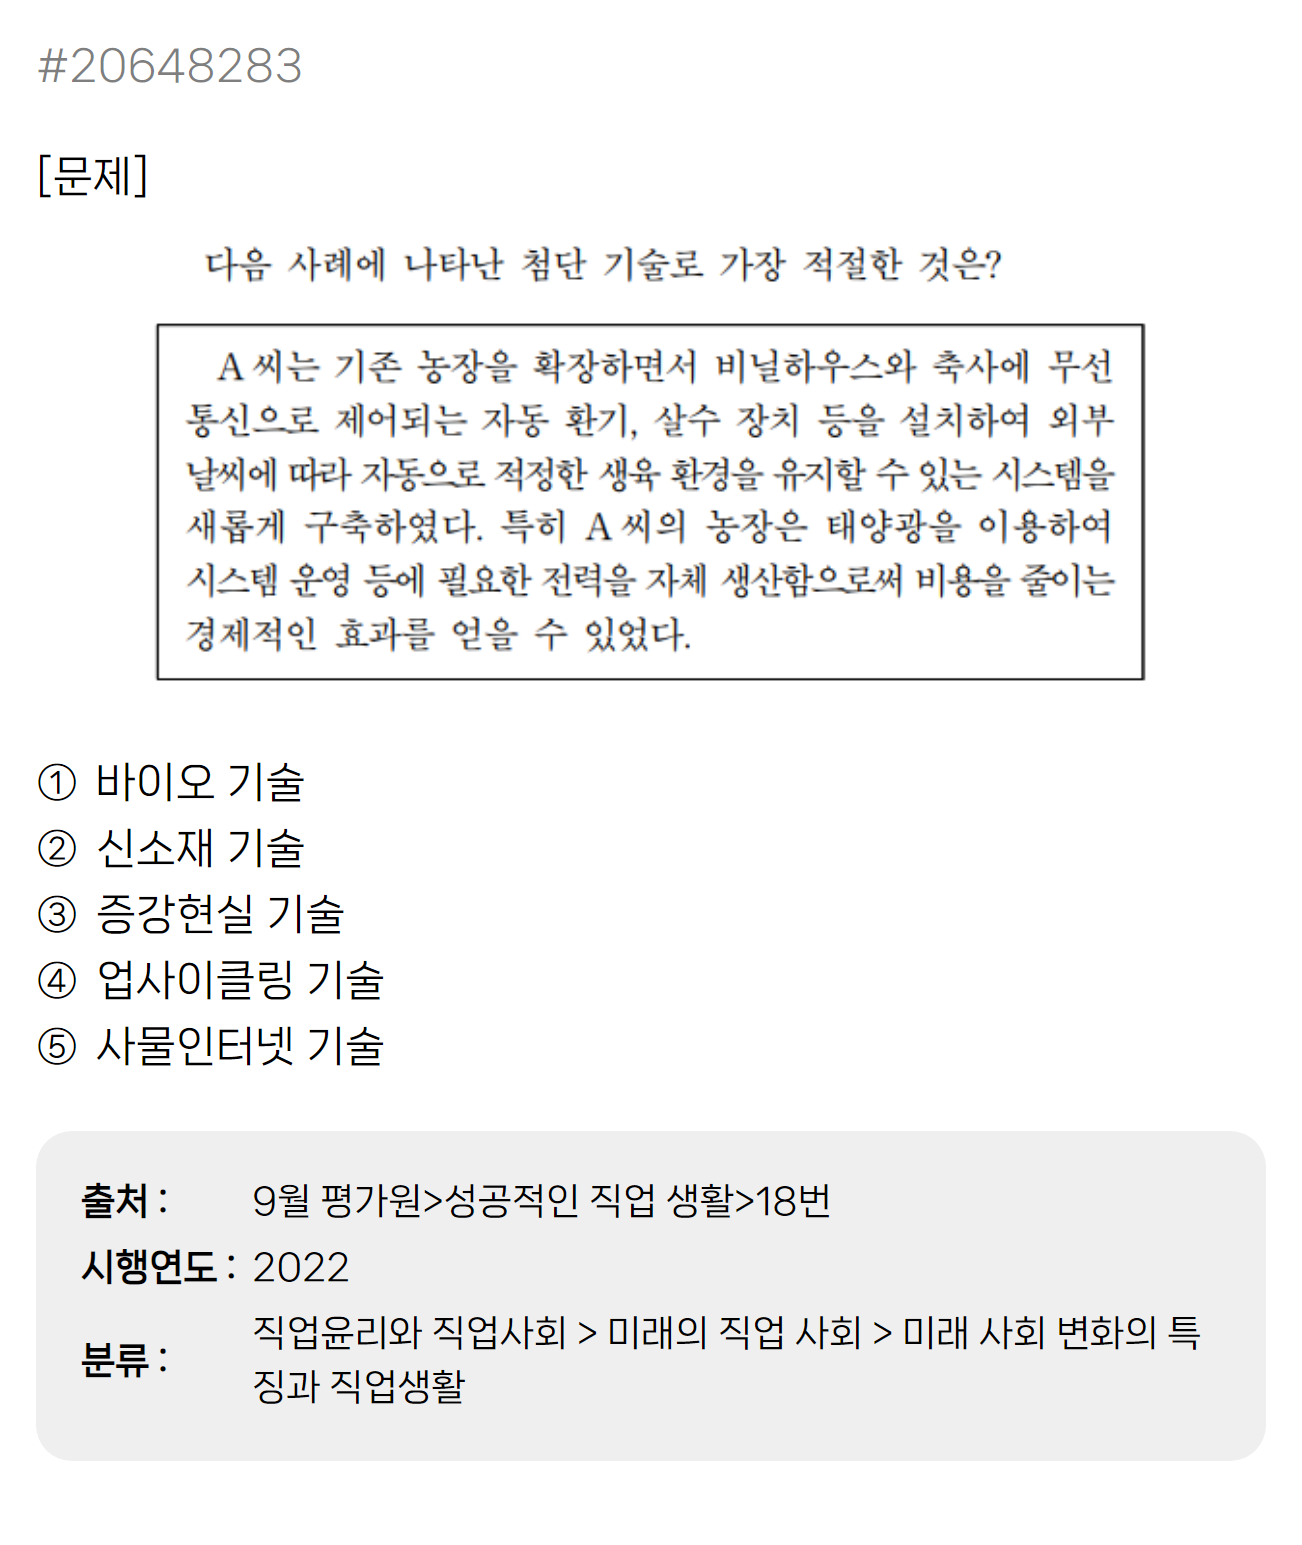 #20648283
[문제]
다음 사례에 나타난 첨단 기술로 가장 적절한 것은?
A 씨는 기존 농장을 확장하면서 비닐하우스와 축사에 무선
통신으로 제어되는 자동 환기, 살수 장치 등을 설치하여 외부
날씨에 따라 자동으로 적정한 생육 환경을 유지할 수 있는 시스템을
새롭게 구축하였다. 특히 A 씨의 농장은 태양광을 이용하여
시스템 운영 등에 필요한 전력을 자체 생산함으로써 비용을 줄이는
경제적인 효과를 얻을 수 있었다.
① 바이오 기술
② 신소재 기술
③ 증강현실 기술
④ 업사이클링 기술
⑤ 사물인터넷 기술
출처 : 9월 평가원>성공적인 직업 생활>18번
시행연도 : 2022
분류 : 직업윤리와 직업사회 > 미래의 직업 사회 > 미래 사회 변화의 특
징과 직업생활